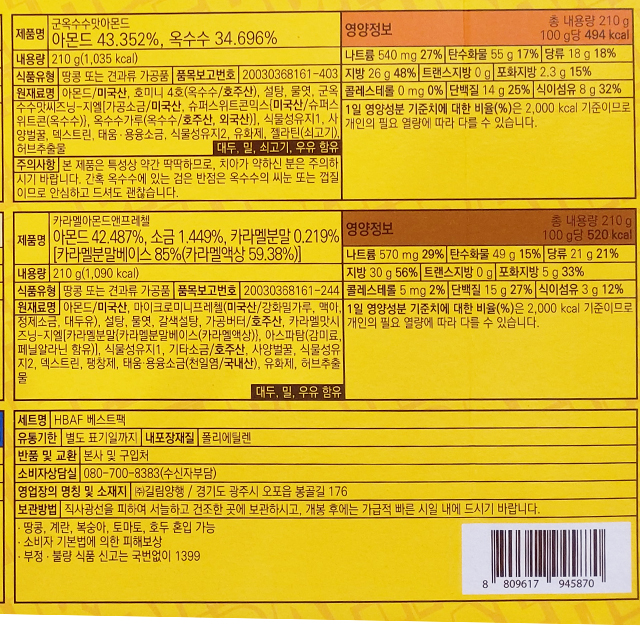 제품명 군옥수수맛아몬드
아몬드 43.352%, 옥수수 34.696%
내용량 210 g(1,035 kcal)
식품유형 땅콩 또는 견과류 가공품 품목보고번호 20030368161-403
원재료명 아몬드/미국산, 호미니 408(옥수수/호주산), 설탕, 물엿, 군옥
수수맛씨즈닝-지엘{가공소금/미국산, 슈퍼스위트콘믹스[미국산/슈퍼스
위트콘(옥수수)], 옥수수가루(옥수수/호주산, 외국산)}, 식물성유지1, 사
양벌꿀, 덱스트린, 태움·용융소금, 식물성유지2, 유화제, 젤라틴(쇠고기),
허브추출물
대두, 밀, 쇠고기, 우유 함유
주의사항 본 제품은 특성상 약간 딱딱하므로, 치아가 약하신 분은 주의하
시기 바랍니다. 간혹 옥수수에 있는 검은 반점은 옥수수의 씨눈 또는 껍질
이므로 안심하고 드셔도 괜찮습니다.
영양정보 총 내용량 210 g
100 g당 494 kcal
나트륨 540 mg 27% 탄수화물 55 g 17% 당류 18 g 18%
지방 26 g 48% 트랜스지방 0 g 포화지방 2.3 g 15%
콜레스테롤 0 mg 0% 단백질 14 g 25% 식이섬유 8 g 32%
1일 영양성분 기준치에 대한 비율(%)은 2,000 kcal 기준이므로
개인의 필요 열량에 따라 다를 수 있습니다.
제품명 카라멜아몬드앤프레첼
아몬드 42.487%, 소금 1.449%, 카라멜분말 0.219%
[카라멜분말베이스 85%(카라멜액상 59.38%)]
내용량 210 g(1,090 kcal)
식품유형 땅콩 또는 견과류 가공품 품목보고번호 20030368161-244
원재료명 아몬드/미국산, 마이크로미니프레첼(미국산/강화밀가루, 맥아,
정제소금, 대두유), 설탕, 물엿, 갈색설탕, 가공버터/호주산, 카라멜맛시
즈닝-지엘{카라멜분말[카라멜분말베이스(카라멜액상)], 아스파탐(감미료,
페닐알라닌 함유)}, 식물성유지1, 기타소금/호주산, 사양벌꿀, 식물성유
지2, 덱스트린, 팽창제, 태움·용융소금(천일염/국내산), 유화제, 허브추출
물
대두, 밀, 우유 함유
영양정보 총 내용량 210 g
100 g당 520 kcal
나트륨 570 mg 29% 탄수화물 49 g 15% 당류 21 g 21%
지방 30 g 56% 트랜스지방 0 g 포화지방 5 g 33%
콜레스테롤 5 mg 2% 단백질 15 g 27% 식이섬유 3 g 12%
1일 영양성분 기준치에 대한 비율(%)은 2,000 kcal 기준이므로
개인의 필요 열량에 따라 다를 수 있습니다.
세트명 HBAF 베스트팩
유통기한 별도 표기일까지 내포장재질 폴리에틸렌
반품 및 교환 본사 및 구입처
소비자상담실 080-700-8383(수신자부담)
영업장의 명칭 및 소재지 ㈜길림양행 / 경기도 광주시 오포읍 봉골길 176
보관방법 직사광선을 피하여 서늘하고 건조한 곳에 보관하시고, 개봉 후에는 가급적 빠른 시일 내에 드시기 바랍니다.
· 땅콩, 계란, 복숭아, 토마토, 호두 혼입 가능
· 소비자 기본법에 의한 피해보상
· 부정·불량 식품 신고는 국번없이 1399
8 809617 945870